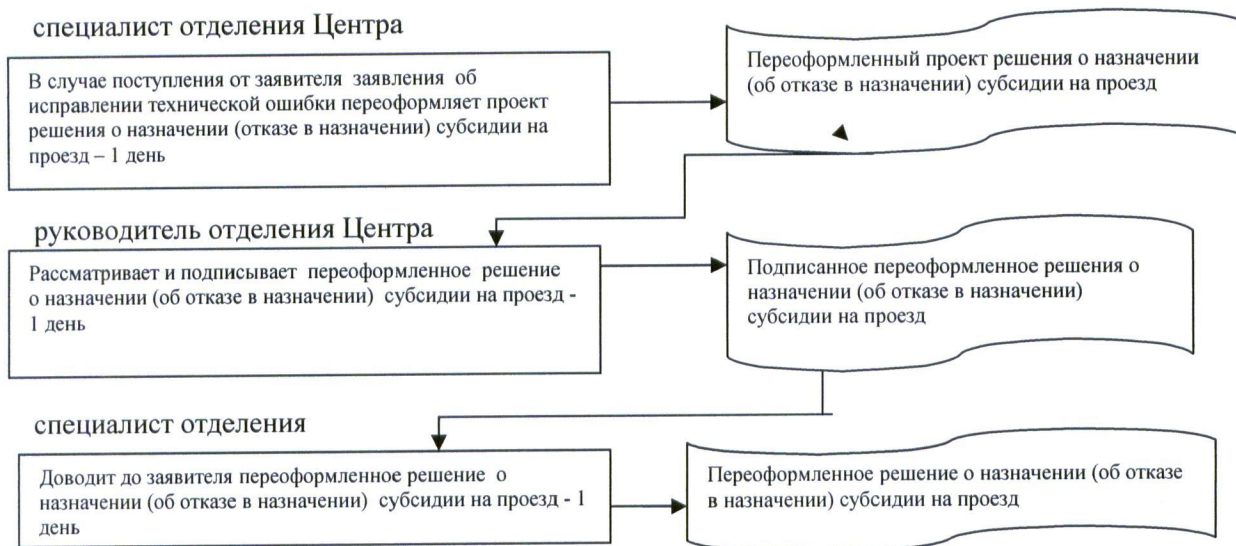 специалист отделения Центра
В случае поступления от заявителя заявления об
исправлении технической ошибки переоформляет проект
решения о назначении (отказе в назначении) субсидии на
проезд – 1 день
Переоформленный проект решения о назначении
(об отказе в назначении) субсидии на проезд
руководитель отделения Центра
Рассматривает и подписывает переоформленное решение
о назначении (об отказе в назначении) субсидии на проезд -
1 день
Подписанное переоформленное решения о
назначении (об отказе в назначении)
субсидии на проезд
специалист отделения
Доводит до заявителя переоформленное решение о
назначении (об отказе в назначении) субсидии на проезд - 1
день
Переоформленное решение о назначении (об отказе
в назначении) субсидии на проезд